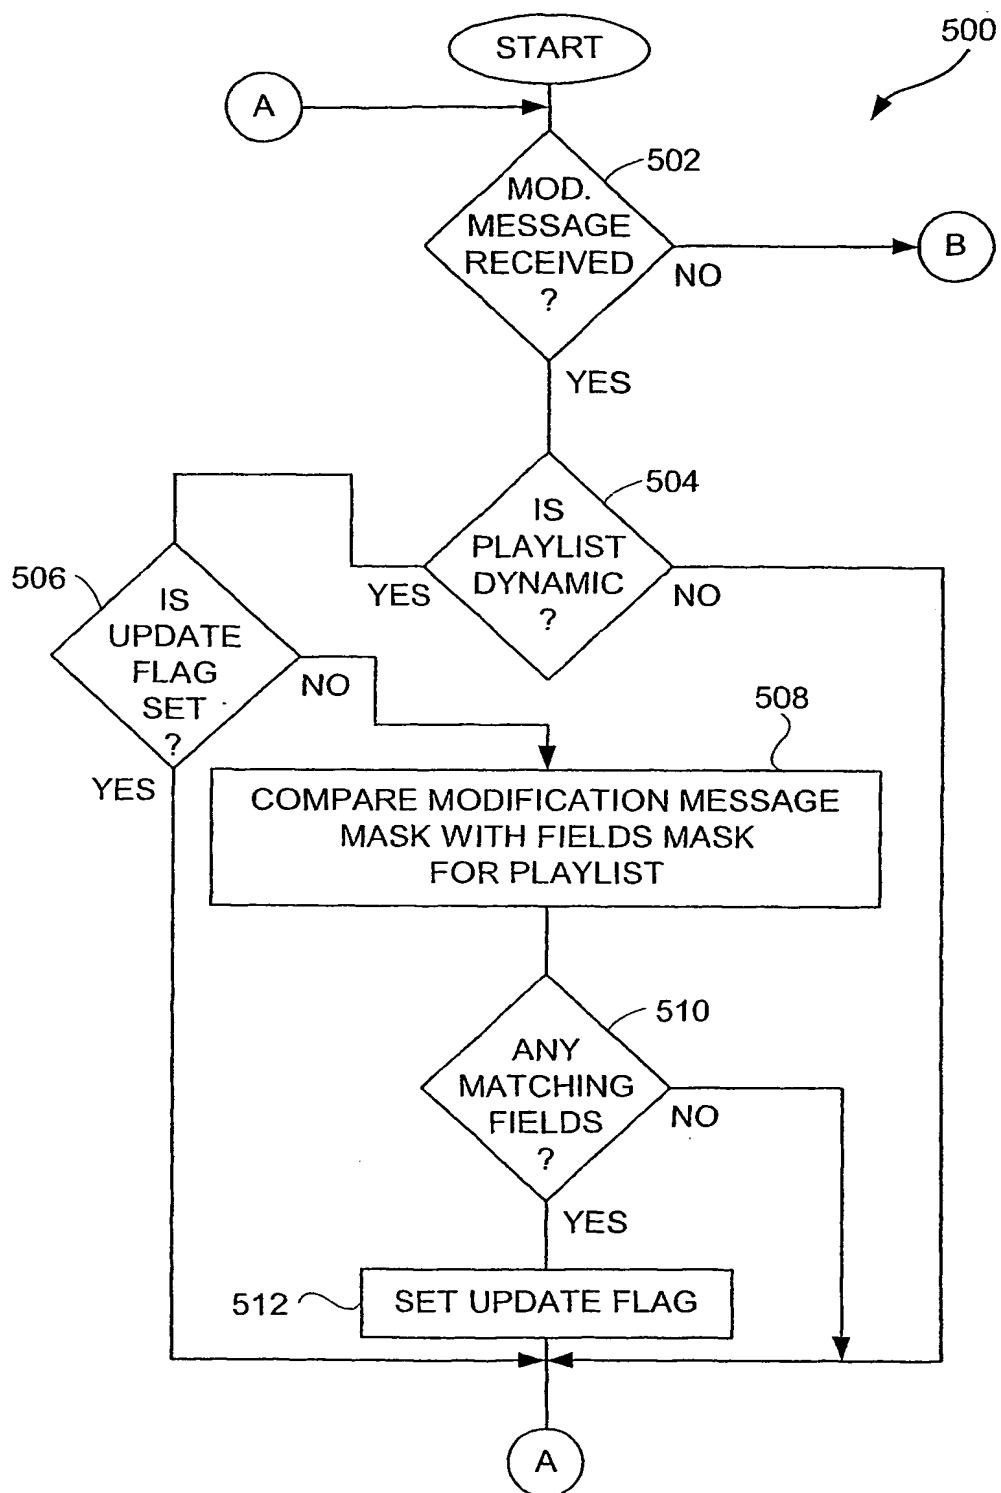 START
500
A
502
MOD.
MESSAGE
RECEIVED
?
NO
B
YES
504
IS
PLAYLIST
DYNAMIC
?
YES
NO
506
IS
UPDATE
FLAG
SET
?
NO
YES
508
COMPARE MODIFICATION MESSAGE
MASK WITH FIELDS MASK
FOR PLAYLIST
510
ANY
MATCHING
FIELDS
?
NO
YES
512
SET UPDATE FLAG
A